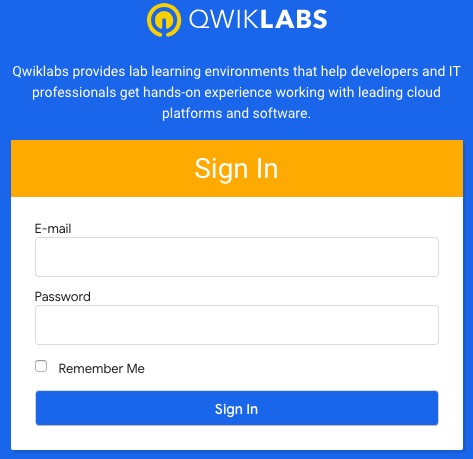 QWIKLABS
Qwiklabs provides lab learning environments that help developers and IT
professionals get hands-on experience working with leading cloud
platforms and software.
Sign In
E-mail
Password
Remember Me
Sign In